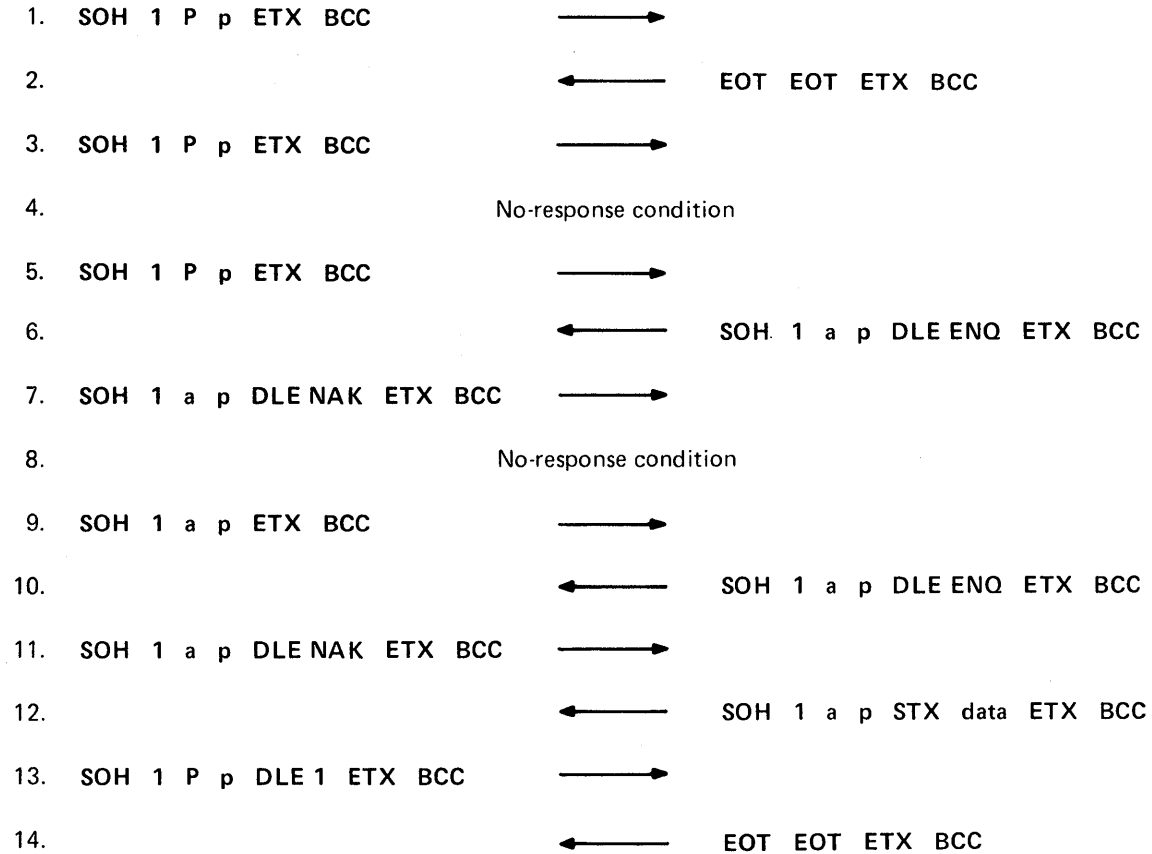 1. SOH 1 P p ETX BCC
2. EOT EOT ETX BCC
3. SOH 1 P p ETX BCC
4. No-response condition
5. SOH 1 P p ETX BCC
6. SOH 1 a p DLE ENQ ETX BCC
7. SOH 1 a p DLE NAK ETX BCC
8. No-response condition
9. SOH 1 a p ETX BCC
10. SOH 1 a p DLE ENQ ETX BCC
11. SOH 1 a p DLE NAK ETX BCC
12. SOH 1 a p STX data ETX BCC
13. SOH 1 P p DLE 1 ETX BCC
14. EOT EOT ETX BCC